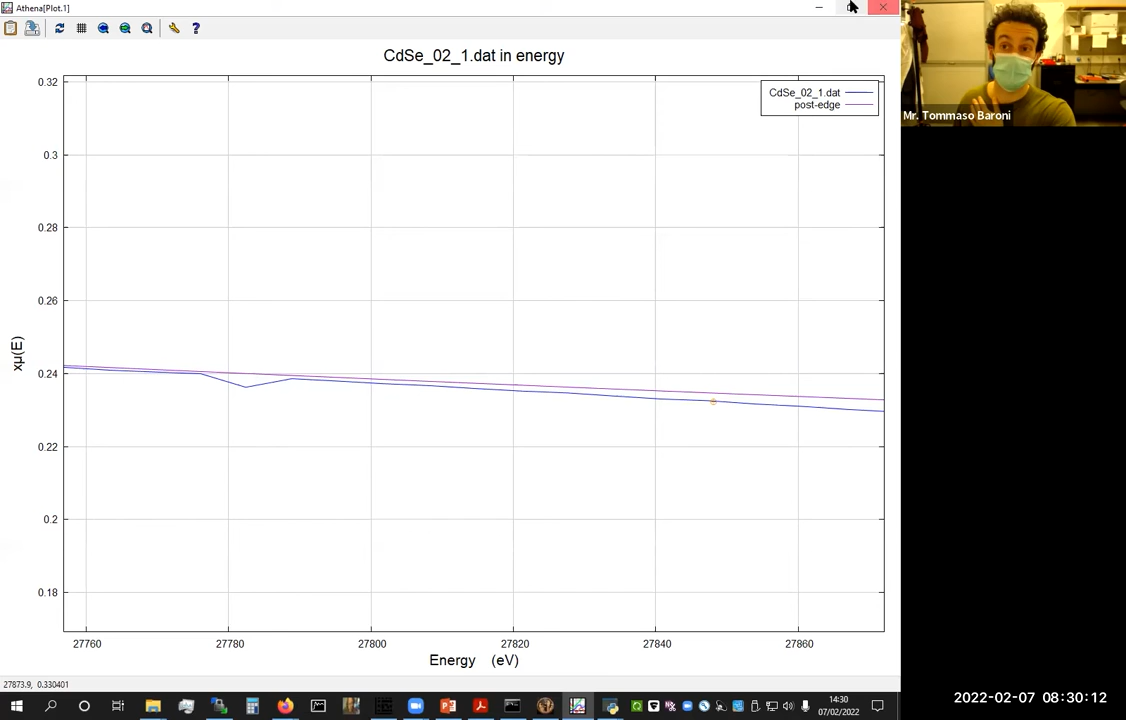 Athena[Plot.1]
CdSe_02_1.dat in energy
CdSe_02_1.dat
post-edge
Mr. Tommaso Baroni
0.32
0.3
0.28
0.26
0.24
0.22
0.2
0.18
xμ(E)
27760 27780 27800 27820 27840 27860
Energy (eV)
27873.9, 0.330401
14:30
07/02/2022
2022-02-07 08:30:12